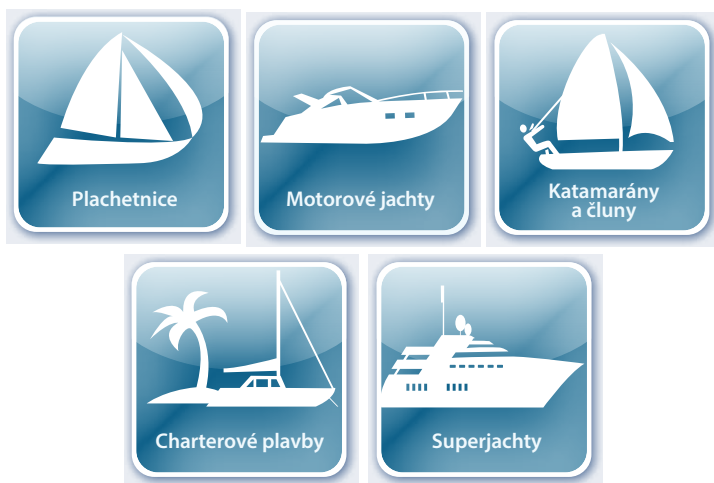 Plachetnice
Motorové jachty
Katamarány
a čluny
Charterové plavby
Superjachty